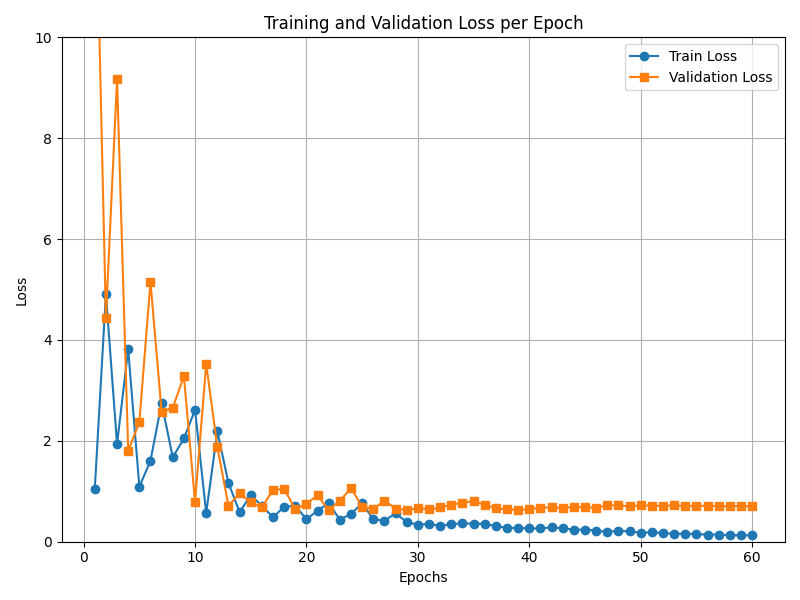 Training and Validation Loss per Epoch
Train Loss
Validation Loss
10
8
6
4
2
0
Loss
0 10 20 30 40 50 60
Epochs